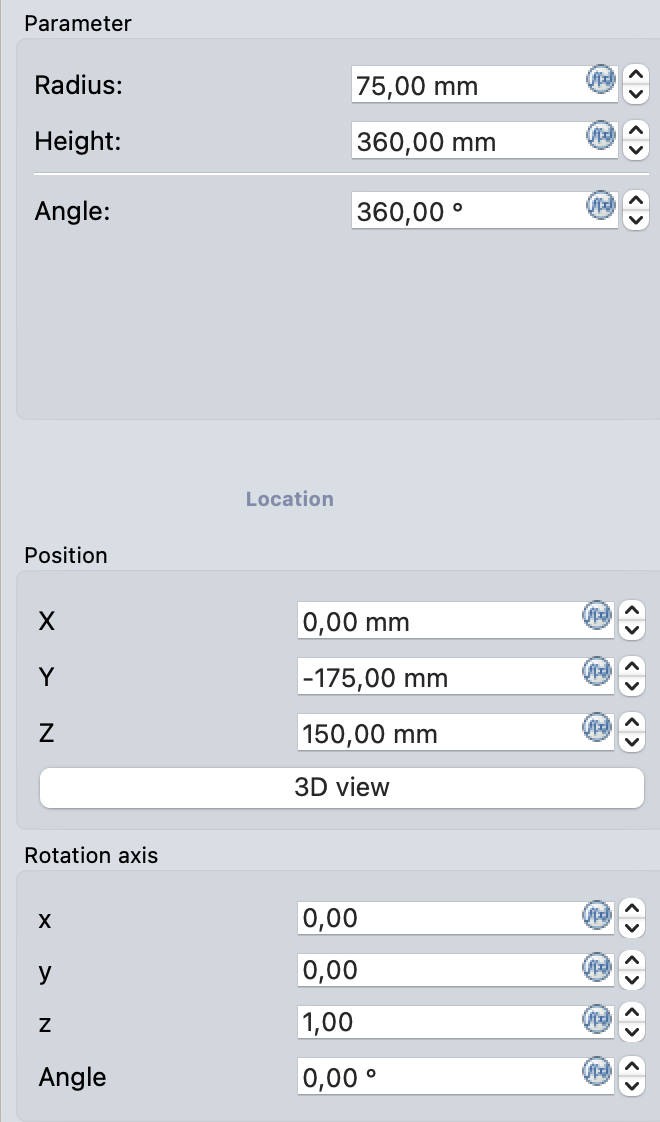 Parameter
Radius: 75,00 mm
Height: 360,00 mm
Angle: 360,00 °
Location
Position
X 0,00 mm
Y -175,00 mm
Z 150,00 mm
3D view
Rotation axis
x 0,00
y 0,00
z 1,00
Angle 0,00 °